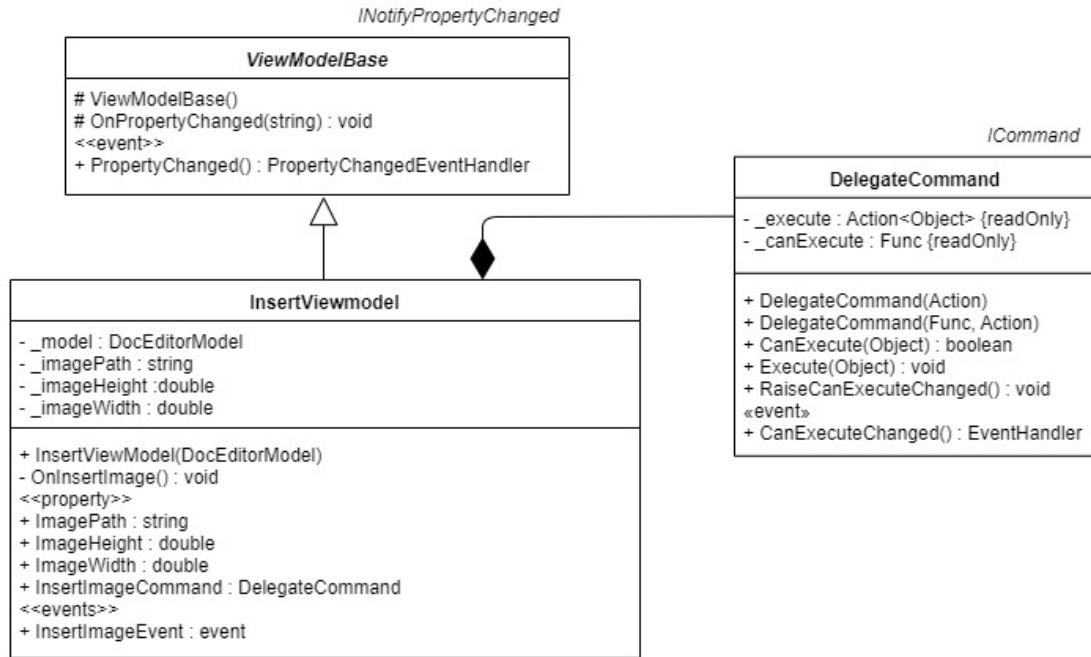 INotifyPropertyChanged
ViewModelBase
# ViewModelBase()
# OnPropertyChanged(string) : void
<<event>>
+ PropertyChanged() : PropertyChangedEventHandler
ICommand
DelegateCommand
- _execute : Action<Object> {readOnly}
- _canExecute : Func {readOnly}
+ DelegateCommand(Action)
+ DelegateCommand(Func, Action)
+ CanExecute(Object) : boolean
+ Execute(Object) : void
+ RaiseCanExecuteChanged() : void
«event»
+ CanExecuteChanged() : EventHandler
InsertViewmodel
- _model : DocEditorModel
- _imagePath : string
- _imageHeight :double
- _imageWidth : double
+ InsertViewModel(DocEditorModel)
- OnInsertImage() : void
<<property>>
+ ImagePath : string
+ ImageHeight : double
+ ImageWidth : double
+ InsertImageCommand : DelegateCommand
<<events>>
+ InsertImageEvent : event